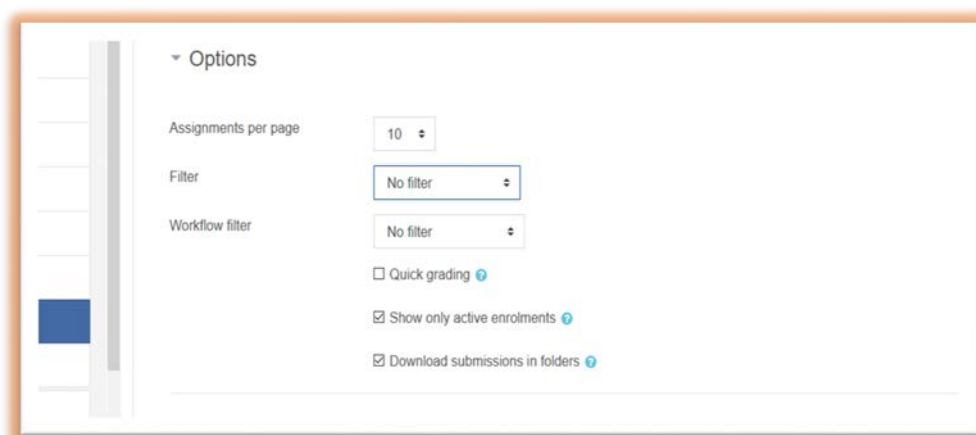 Options
Assignments per page 10
Filter No filter
Workflow filter No filter
Quick grading
Show only active enrolments
Download submissions in folders